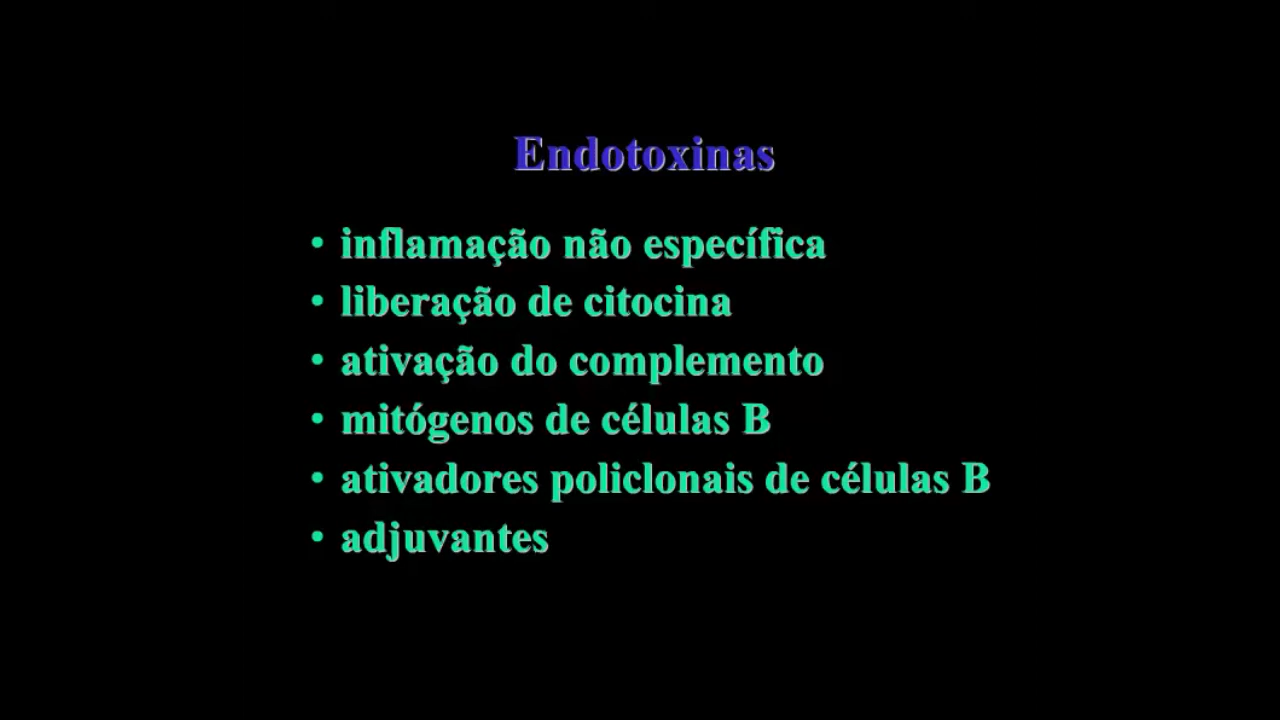 Endotoxinas
• inflamação não específica
• liberação de citocina
• ativação do complemento
• mitógenos de células B
• ativadores policlonais de células B
• adjuvantes